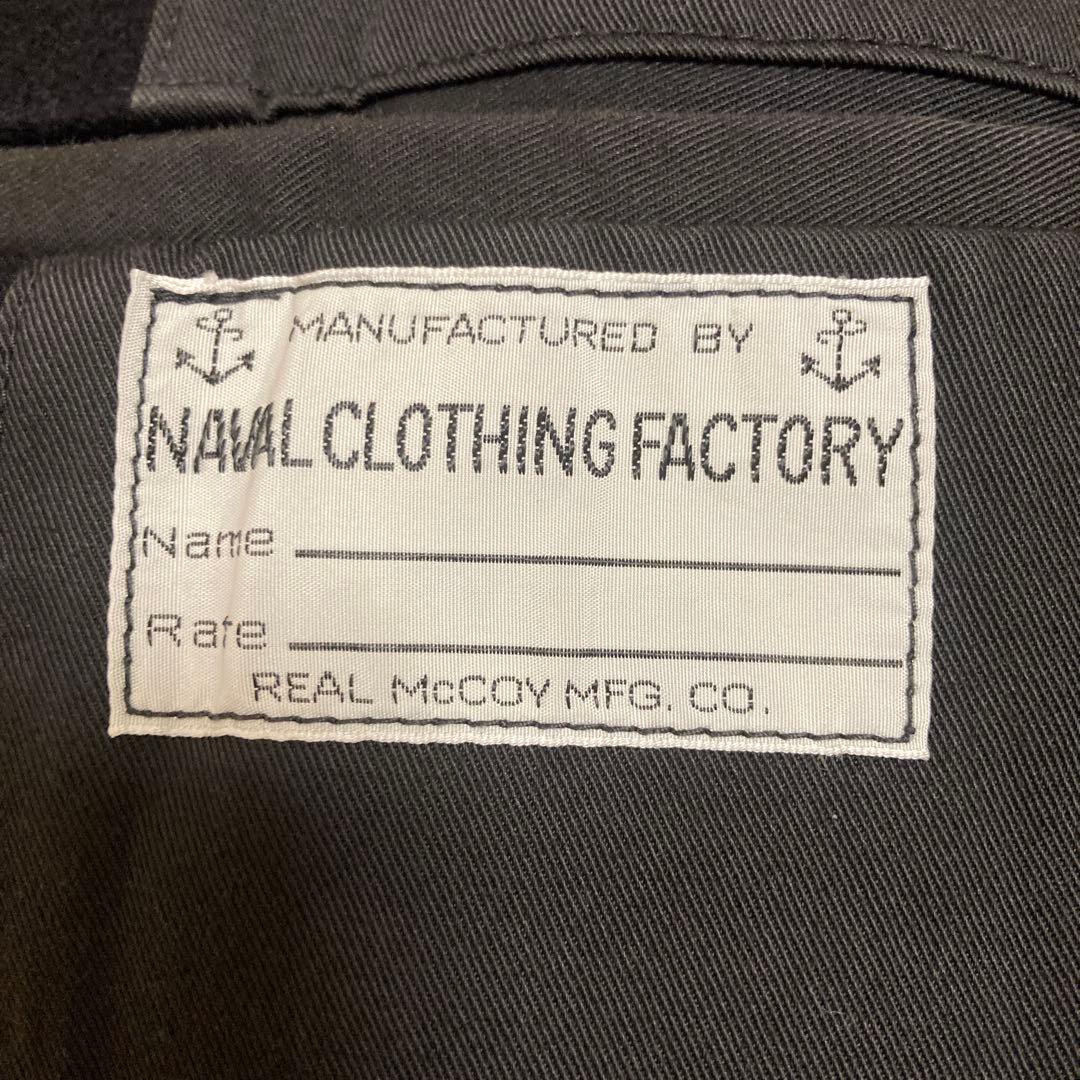 MANUFACTURED BY
NAVAL CLOTHING FACTORY
Name
Rate
REAL McCOY MFG. CO.